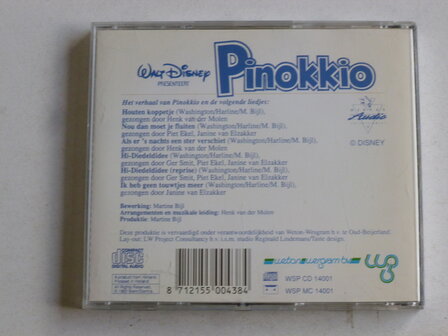 WALT DISNEY
PRESENTEERT
Pinokkio
Het verhaal van Pinokkio en de volgende liedjes:
Houten koppetje (Washington/Harline/M. Bijl),
gezongen door Henk van der Molen
Nou dan moet je fluiten (Washington/Harline/M. Bijl),
gezongen door Piet Ekel, Janine van Elzakker
Als er 's nachts een ster verschiet (Washington/Harline/M. Bijl),
gezongen door Henk van der Molen
Hi-Diedeldidee (Washington/Harline/M. Bijl),
gezongen door Ger Smit, Piet Ekel, Janine van Elzakker
Hi-Diedeldidee (reprise) (Washington/Harline/M. Bijl),
gezongen door Ger Smit, Piet Ekel, Janine van Elzakker
Ik heb geen touwtjes meer (Washington/Harline/M. Bijl),
gezongen door Janine van Elzakker
Audio
© DISNEY
Bewerking: Martine Bijl
Arrangementen en muzikale leiding: Henk van der Molen
Produktie: Martine Bijl
Deze produktie is vervaardigd onder verantwoordelijkheid van Weton-Wesgram b.v. te Oud-Beijerland.
Lay-out: LW Project Consultancy b.v. i.s.m. studio Reginald Lindemans/Taise design.
COMPACT
disc
DIGITAL AUDIO
8 712155 004384
weton wesgram bv
WSP CD 14001
WSP MC 14001